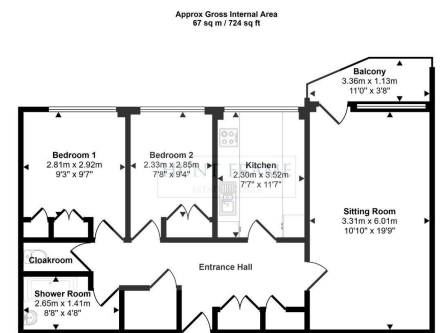 Approx Gross Internal Area
67 sq m / 724 sq ft
Balcony
3.36m x 1.13m
11'0" x 3'8"
Bedroom 1
2.81m x 2.92m
9'3" x 9'7"
Bedroom 2
2.33m x 2.85m
7'8" x 9'4"
Kitchen
2.30m x 3.52m
7'7" x 11'7"
Sitting Room
3.31m x 6.01m
10'10" x 19'9"
Cloakroom
Entrance Hall
Shower Room
2.65m x 1.41m
8'8" x 4'8"